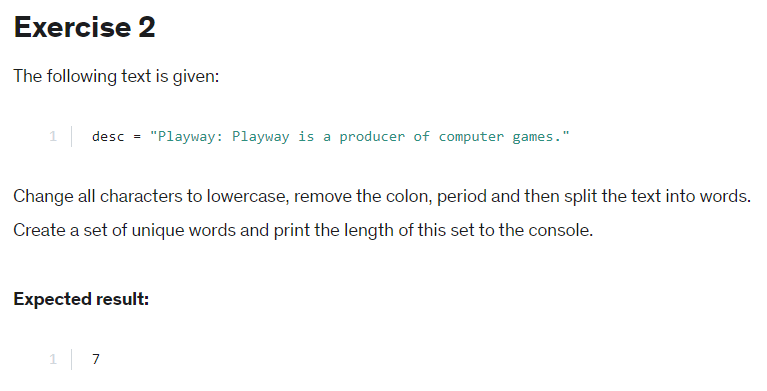 Exercise 2
The following text is given:
1 desc = "Playway: Playway is a producer of computer games."
Change all characters to lowercase, remove the colon, period and then split the text into words.
Create a set of unique words and print the length of this set to the console.
Expected result:
1 7